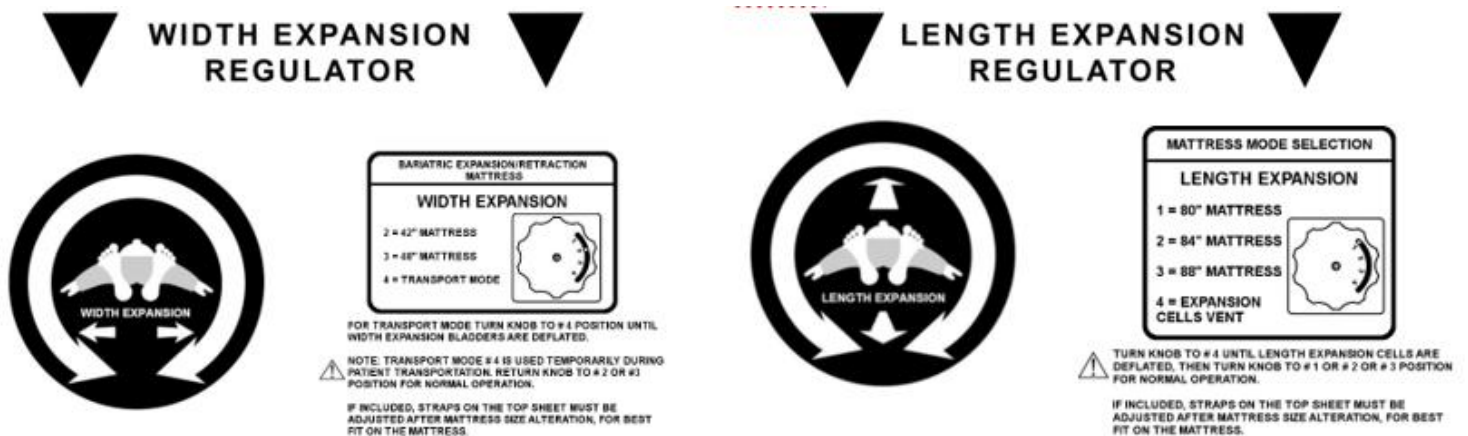 WIDTH EXPANSION
REGULATOR
BARIATRIC EXPANSION/RETRACTION
MATTRESS
WIDTH EXPANSION
2 = 42" MATTRESS
3 = 48" MATTRESS
4 = TRANSPORT MODE
WIDTH EXPANSION
FOR TRANSPORT MODE TURN KNOB TO # 4 POSITION UNTIL
WIDTH EXPANSION BLADDERS ARE DEFLATED.
NOTE: TRANSPORT MODE # 4 IS USED TEMPORARILY DURING
PATIENT TRANSPORTATION. RETURN KNOB TO # 2 OR #3
POSITION FOR NORMAL OPERATION.
IF INCLUDED, STRAPS ON THE TOP SHEET MUST BE
ADJUSTED AFTER MATTRESS SIZE ALTERATION, FOR BEST
FIT ON THE MATTRESS.
LENGTH EXPANSION
REGULATOR
MATTRESS MODE SELECTION
LENGTH EXPANSION
1 = 80" MATTRESS
2 = 84" MATTRESS
3 = 88" MATTRESS
4 = EXPANSION
CELLS VENT
LENGTH EXPANSION
TURN KNOB TO # 4 UNTIL LENGTH EXPANSION CELLS ARE
DEFLATED, THEN TURN KNOB TO # 1 OR # 2 OR # 3 POSITION
FOR NORMAL OPERATION.
IF INCLUDED, STRAPS ON THE TOP SHEET MUST BE
ADJUSTED AFTER MATTRESS SIZE ALTERATION, FOR BEST
FIT ON THE MATTRESS.